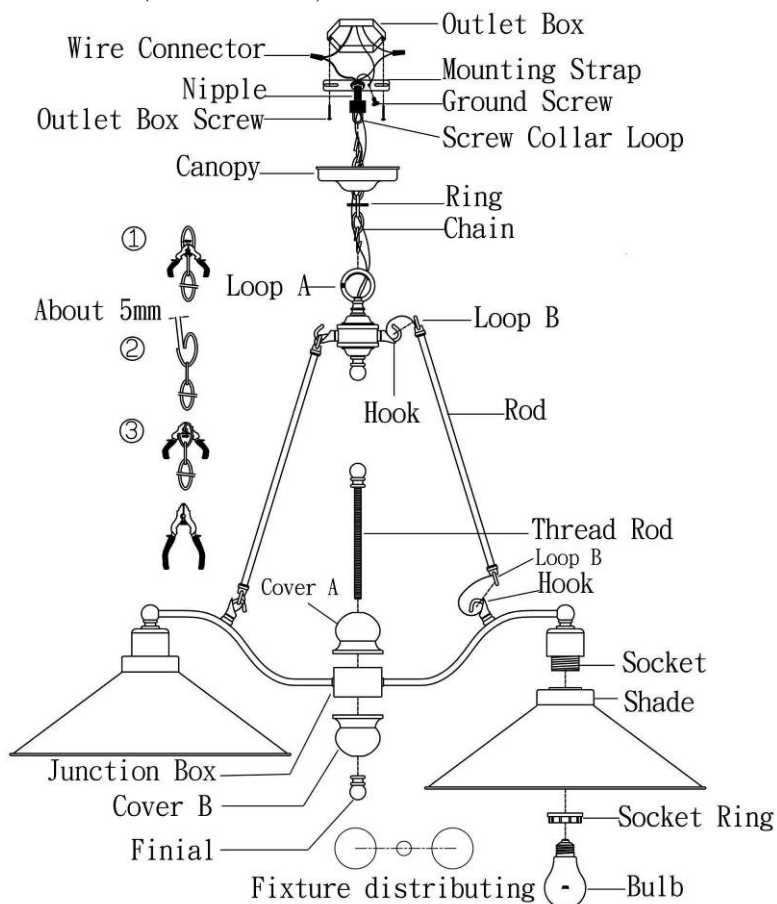 Outlet Box
Wire Connector
Mounting Strap
Nipple
Ground Screw
Outlet Box Screw
Screw Collar Loop
Canopy
Ring
Chain
①
Loop A
About 5mm
Loop B
②
Hook
Rod
③
Thread Rod
Loop B
Cover A
Hook
Socket
Shade
Junction Box
Cover B
Socket Ring
Finial
Fixture distributing
Bulb